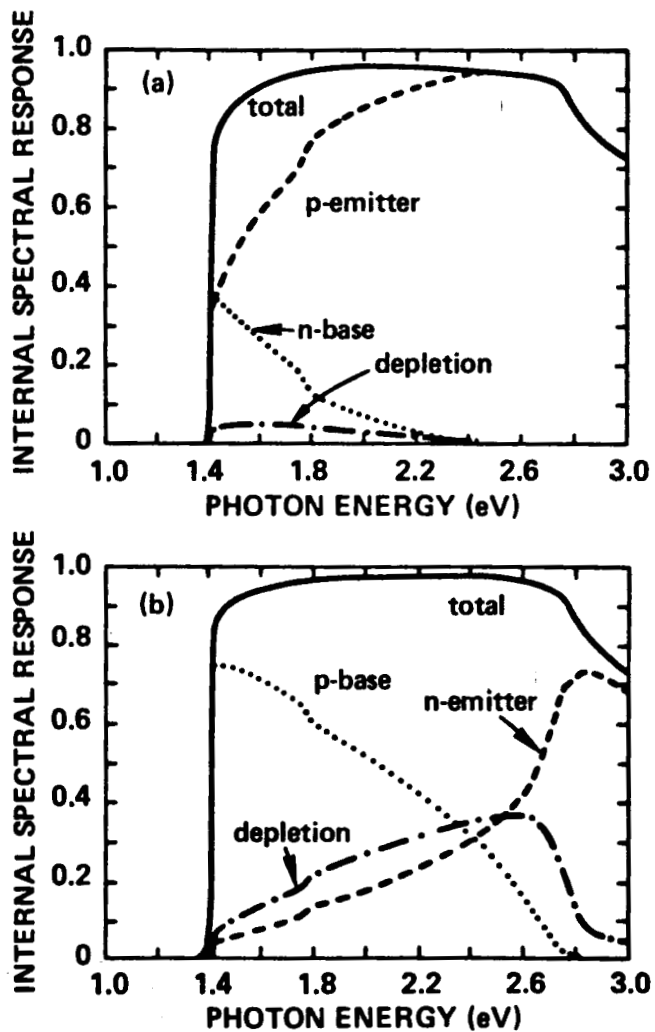 INTERNAL SPECTRAL RESPONSE
1.0
0.8
0.6
0.4
0.2
0
(a)
total
p-emitter
n-base
depletion
1.0 1.4 1.8 2.2 2.6 3.0
PHOTON ENERGY (eV)
INTERNAL SPECTRAL RESPONSE
1.0
0.8
0.6
0.4
0.2
0
(b)
total
p-base
n-emitter
depletion
1.0 1.4 1.8 2.2 2.6 3.0
PHOTON ENERGY (eV)